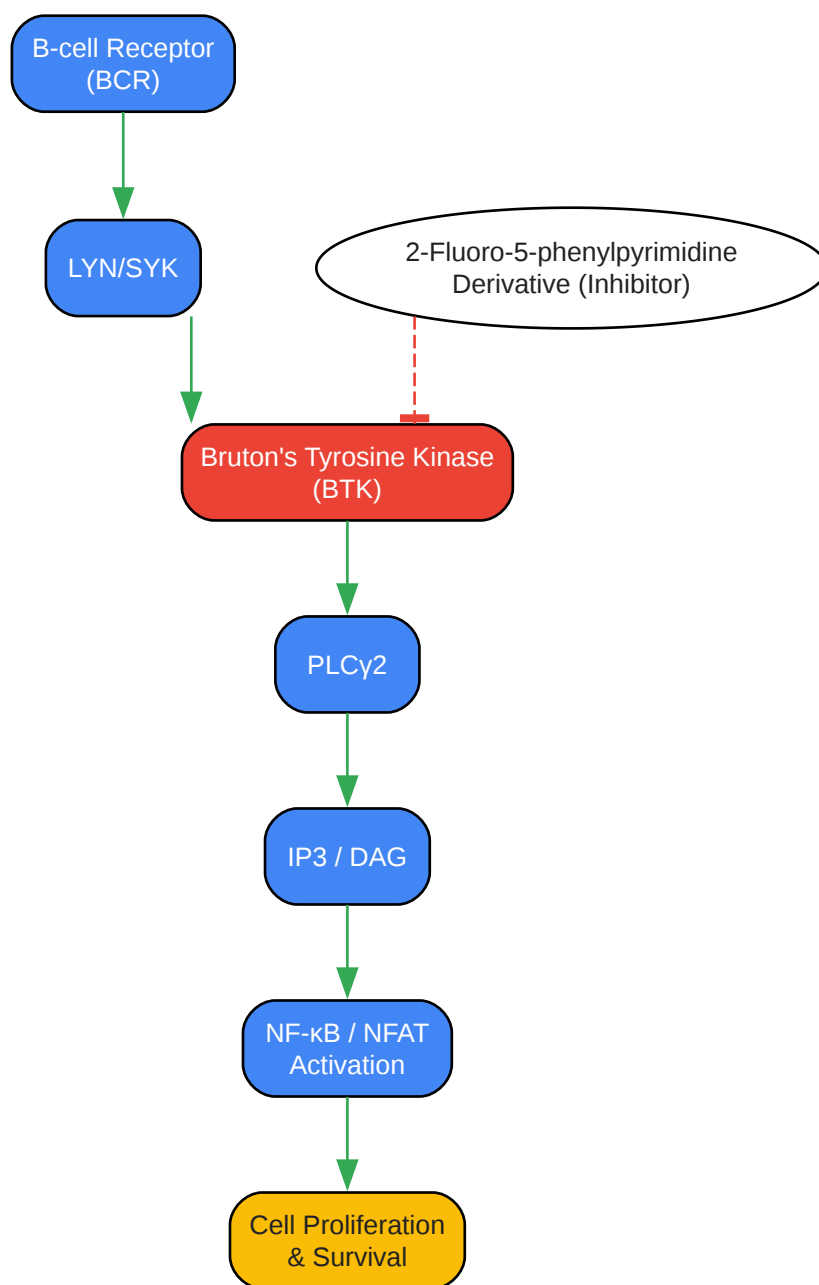 B-cell Receptor
(BCR)
LYN/SYK
2-Fluoro-5-phenylpyrimidine
Derivative (Inhibitor)
Bruton's Tyrosine Kinase
(BTK)
PLCγ2
IP3 / DAG
NF-κB / NFAT
Activation
Cell Proliferation
& Survival